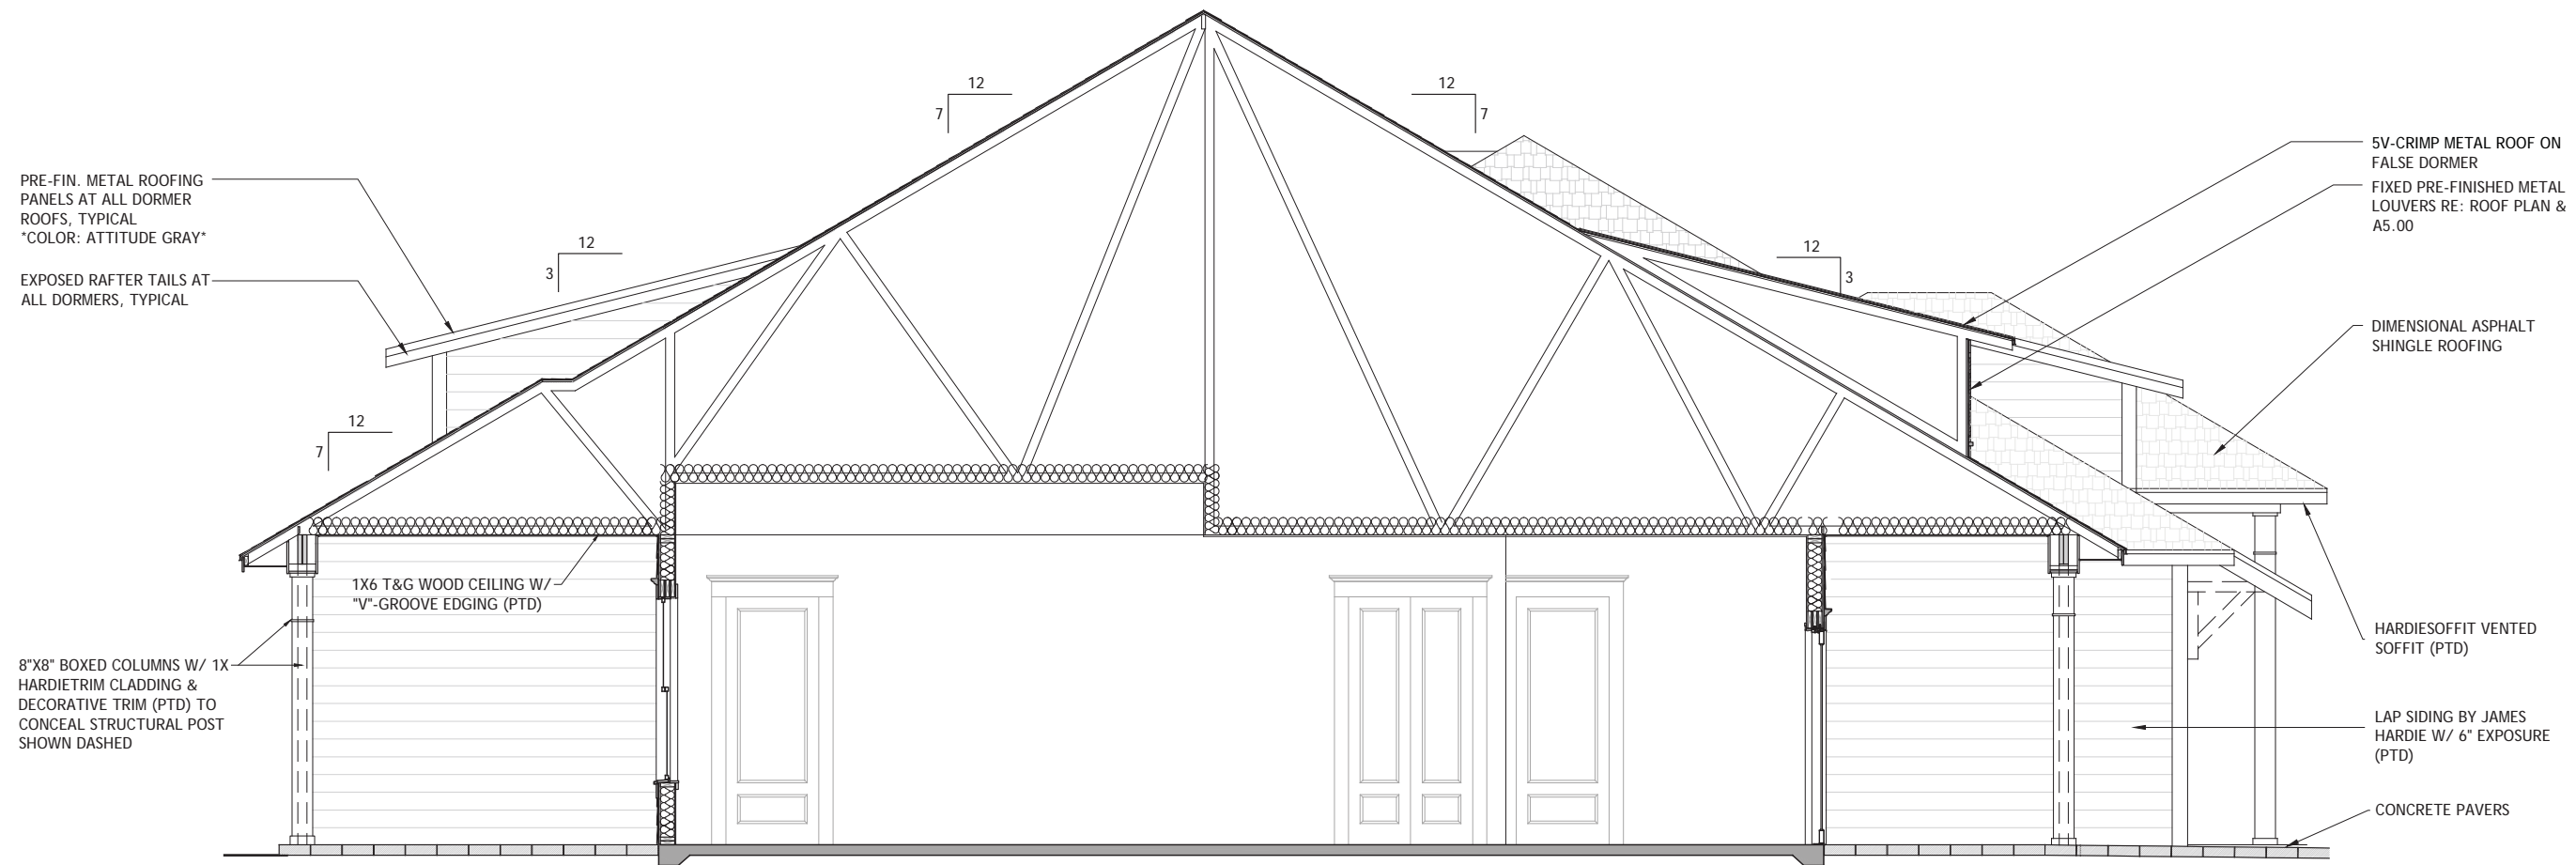 12
7
12
7
PRE-FIN. METAL ROOFING
PANELS AT ALL DORMER
ROOFS, TYPICAL
*COLOR: ATTITUDE GRAY*
EXPOSED RAFTER TAILS AT
ALL DORMERS, TYPICAL
12
3
12
7
1X6 T&G WOOD CEILING W/
"V"-GROOVE EDGING (PTD)
8"X8" BOXED COLUMNS W/ 1X
HARDIETRIM CLADDING &
DECORATIVE TRIM (PTD) TO
CONCEAL STRUCTURAL POST
SHOWN DASHED
12
3
5V-CRIMP METAL ROOF ON
FALSE DORMER
FIXED PRE-FINISHED METAL
LOUVERS RE: ROOF PLAN &
A5.00
DIMENSIONAL ASPHALT
SHINGLE ROOFING
HARDIESOFFIT VENTED
SOFFIT (PTD)
LAP SIDING BY JAMES
HARDIE W/ 6" EXPOSURE
(PTD)
CONCRETE PAVERS